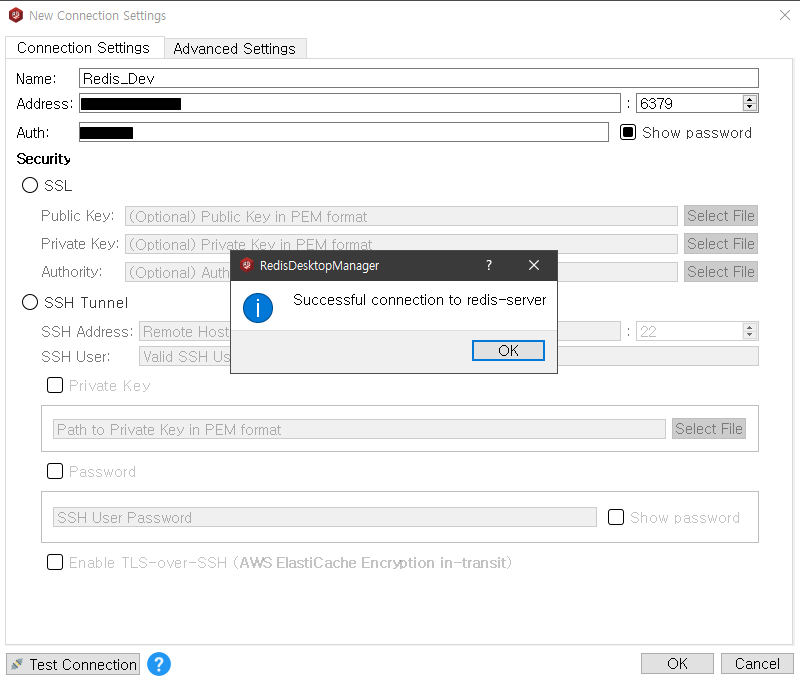 New Connection Settings
Connection Settings Advanced Settings
Name: Redis_Dev
Address: : 6379
Auth: Show password
Security
SSL
Public Key: (Optional) Public Key in PEM format Select File
Private Key: (Optional) Private Key in PEM format Select File
Authority: (Optional) Auth Select File
RedisDesktopManager ?
Successful connection to redis-server
OK
SSH Tunnel
SSH Address: Remote Host : 22
SSH User: Valid SSH Us
Private Key
Path to Private Key in PEM format Select File
Password
SSH User Password Show password
Enable TLS-over-SSH (AWS ElastiCache Encryption in-transit)
Test Connection ? OK Cancel